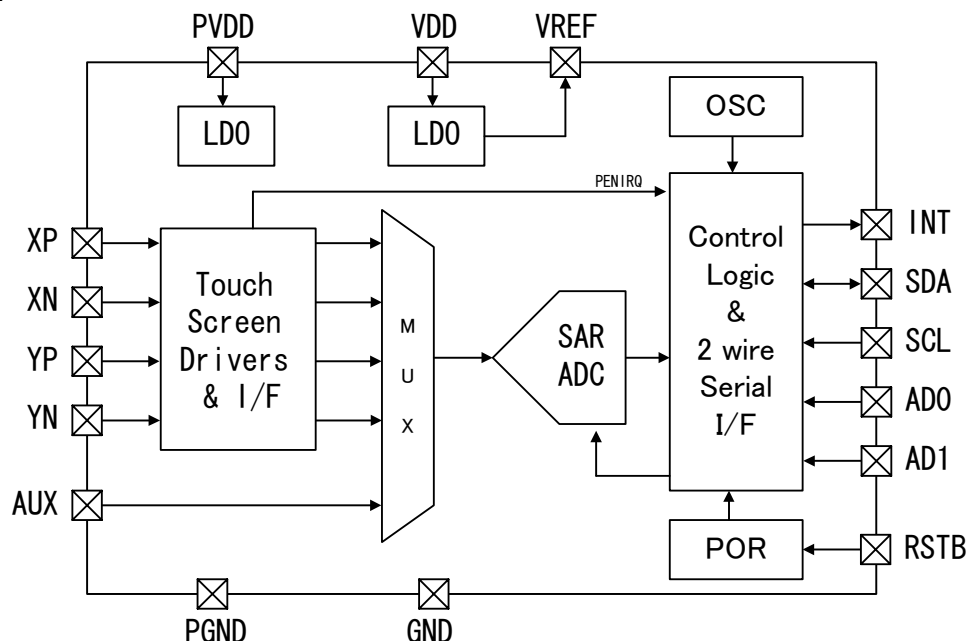 PVDD
VDD
VREF
LDO
LDO
OSC
PENIRQ
XP
XN
YP
YN
AUX
Touch
Screen
Drivers
& I/F
M
U
X
SAR
ADC
Control
Logic
&
2 wire
Serial
I/F
INT
SDA
SCL
AD0
AD1
POR
RSTB
PGND
GND